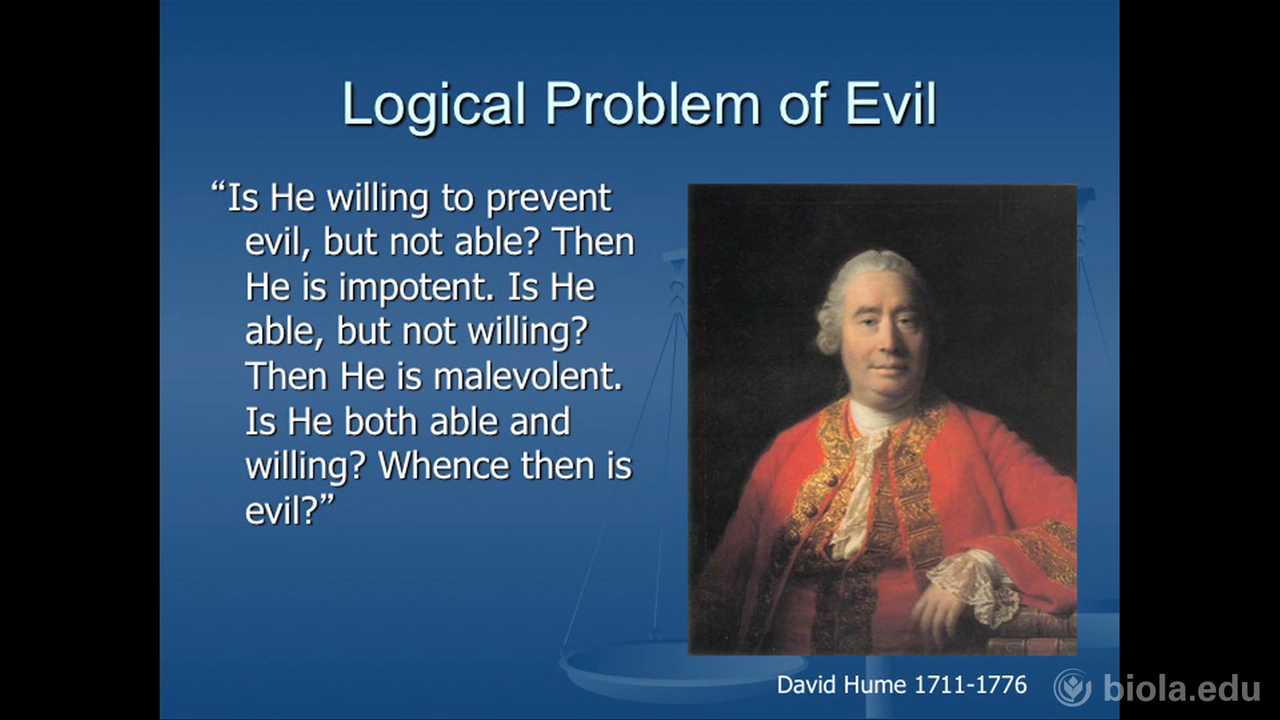 Logical Problem of Evil
“Is He willing to prevent
evil, but not able? Then
He is impotent. Is He
able, but not willing?
Then He is malevolent.
Is He both able and
willing? Whence then is
evil?”
David Hume 1711-1776
biola.edu